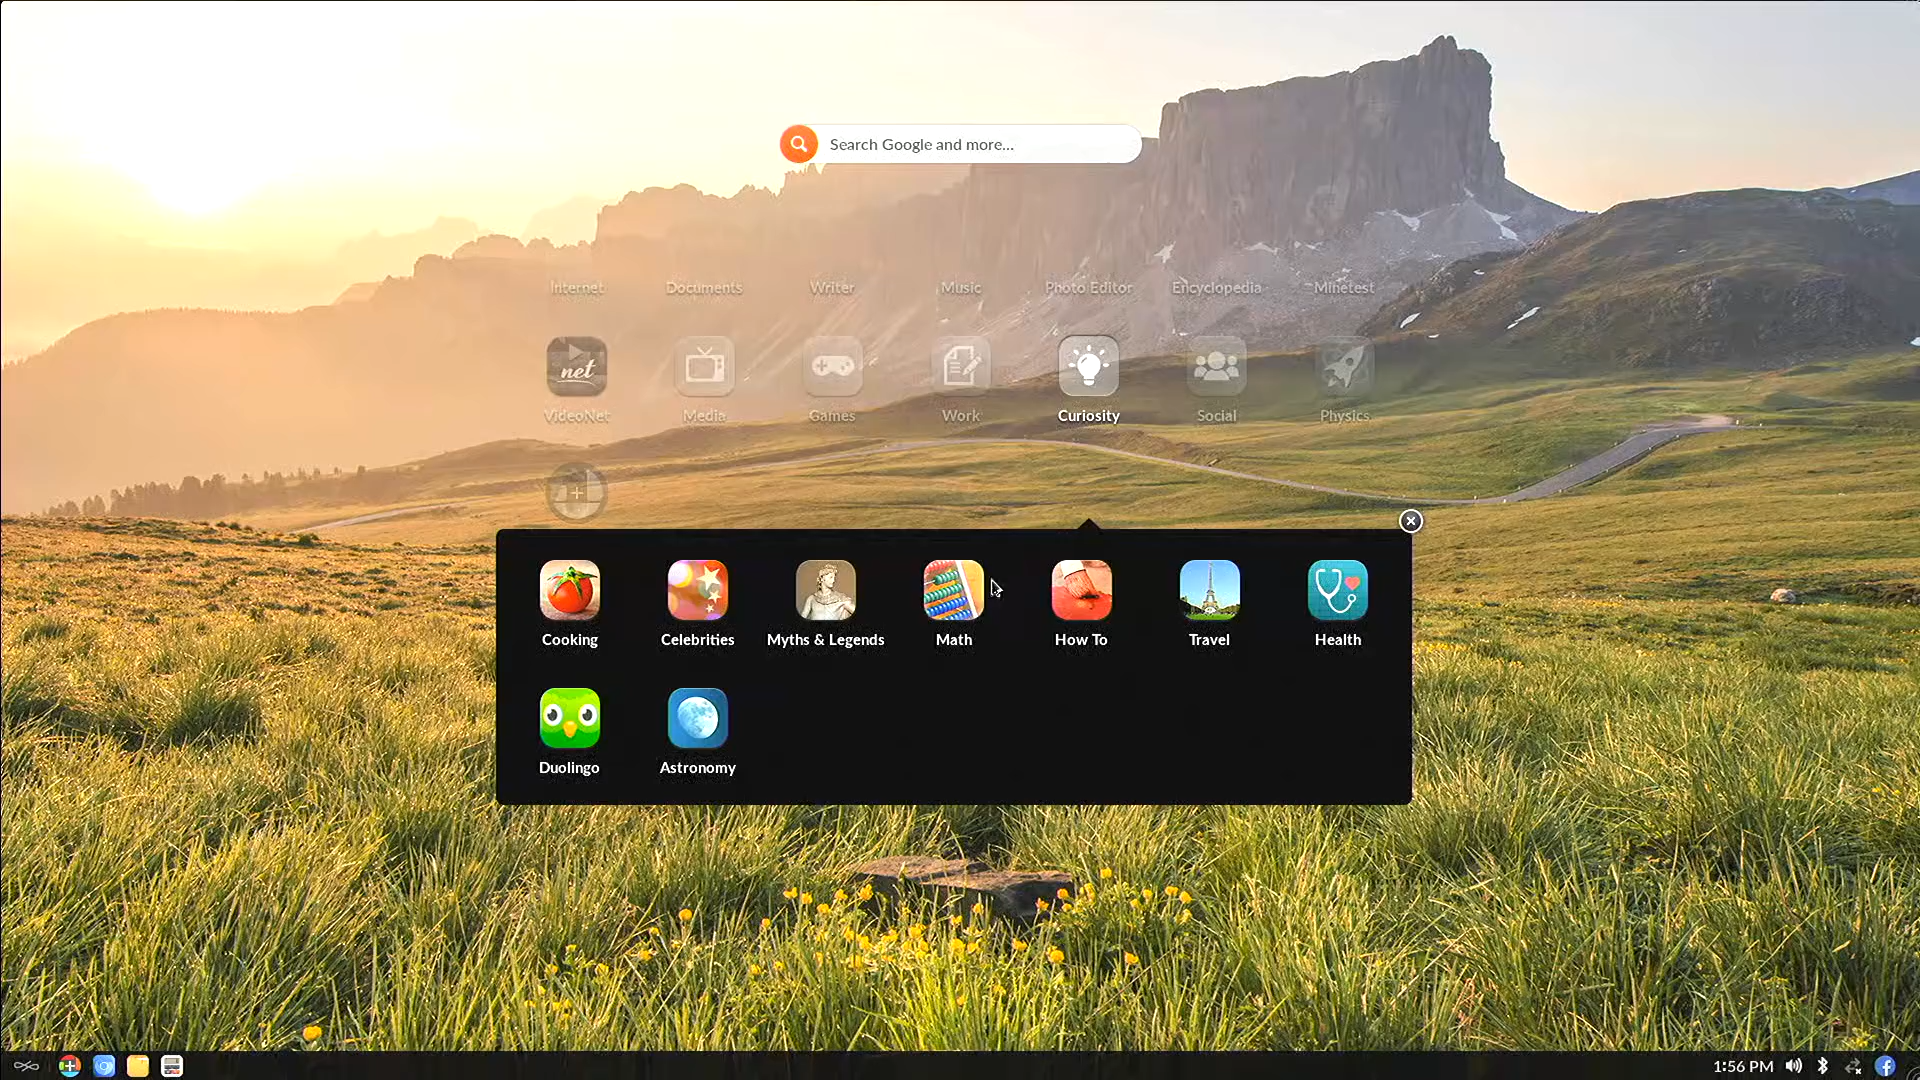 Search Google and more...
Internet Documents Writer Music Photo Editor Encyclopedia Minetest
net
VideoNet Media Games Work Curiosity Social Physics
Cooking Celebrities Myths & Legends Math How To Travel Health
Duolingo Astronomy
1:56 PM